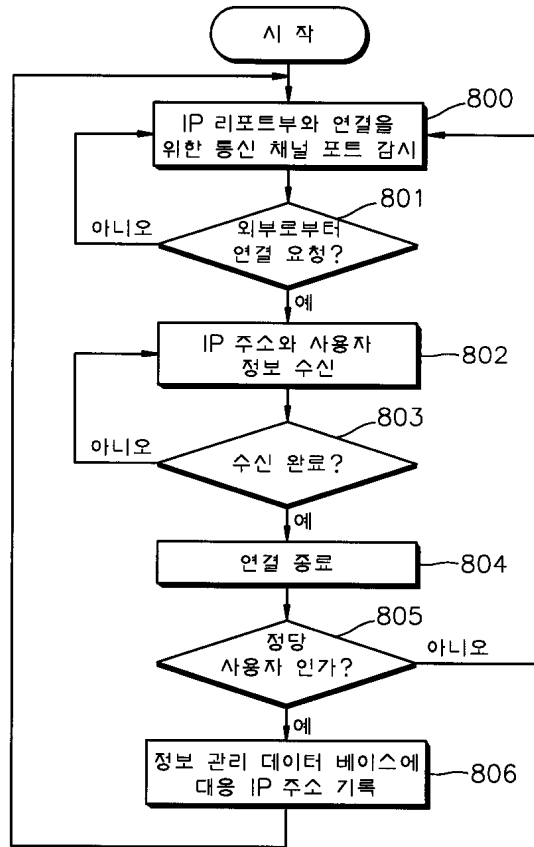 시 작
IP 리포트부와 연결을
위한 통신 채널 포트 감시
800
외부로부터
연결 요청?
801
아니오
예
IP 주소와 사용자
정보 수신
802
수신 완료?
803
아니오
예
연결 종료
804
정당
사용자 인가?
805
아니오
예
정보 관리 데이터 베이스에
대응 IP 주소 기록
806